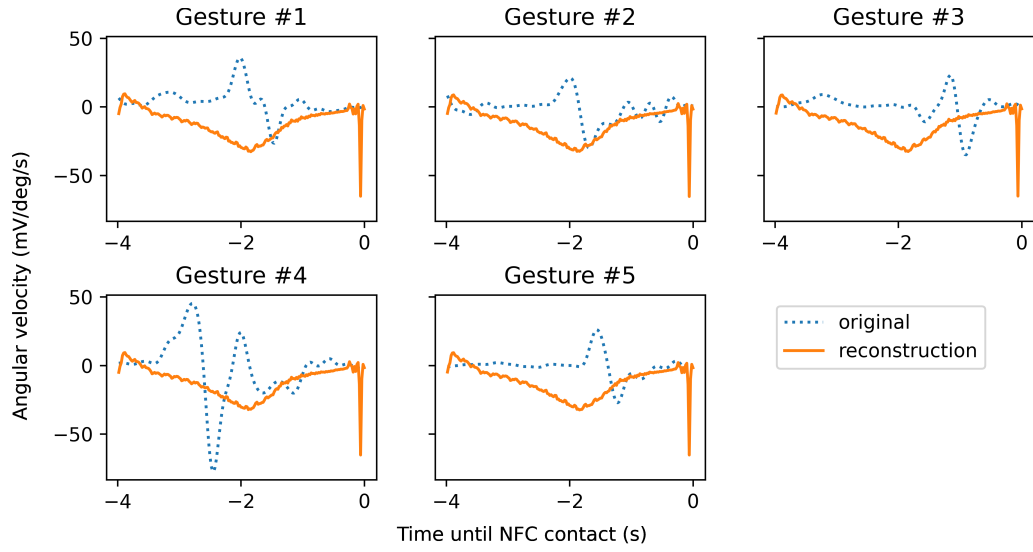 Gesture #1 Gesture #2 Gesture #3
50
0
−50
−4 −2 0 −4 −2 0 −4 −2 0
Angular velocity (mV/deg/s)
Gesture #4 Gesture #5
50
0
−50
−4 −2 0 −4 −2 0
original
reconstruction
Time until NFC contact (s)